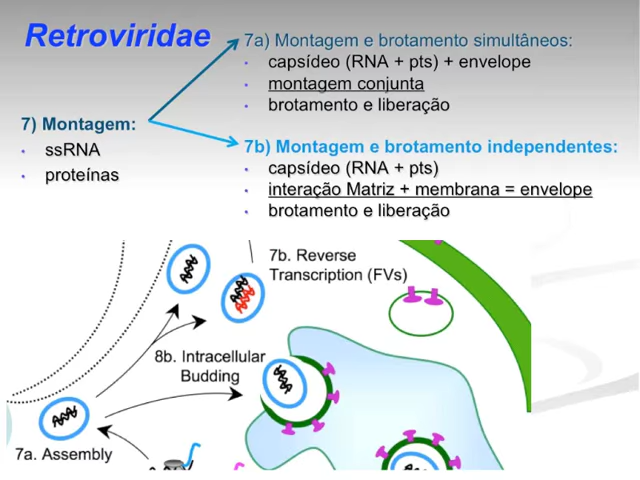 Retroviridae
7) Montagem:
• ssRNA
• proteínas
7a) Montagem e brotamento simultâneos:
• capsídeo (RNA + pts) + envelope
• montagem conjunta
• brotamento e liberação
7b) Montagem e brotamento independentes:
• capsídeo (RNA + pts)
• interação Matriz + membrana = envelope
• brotamento e liberação
7b. Reverse
Transcription (FVs)
8b. Intracellular
Budding
7a. Assembly